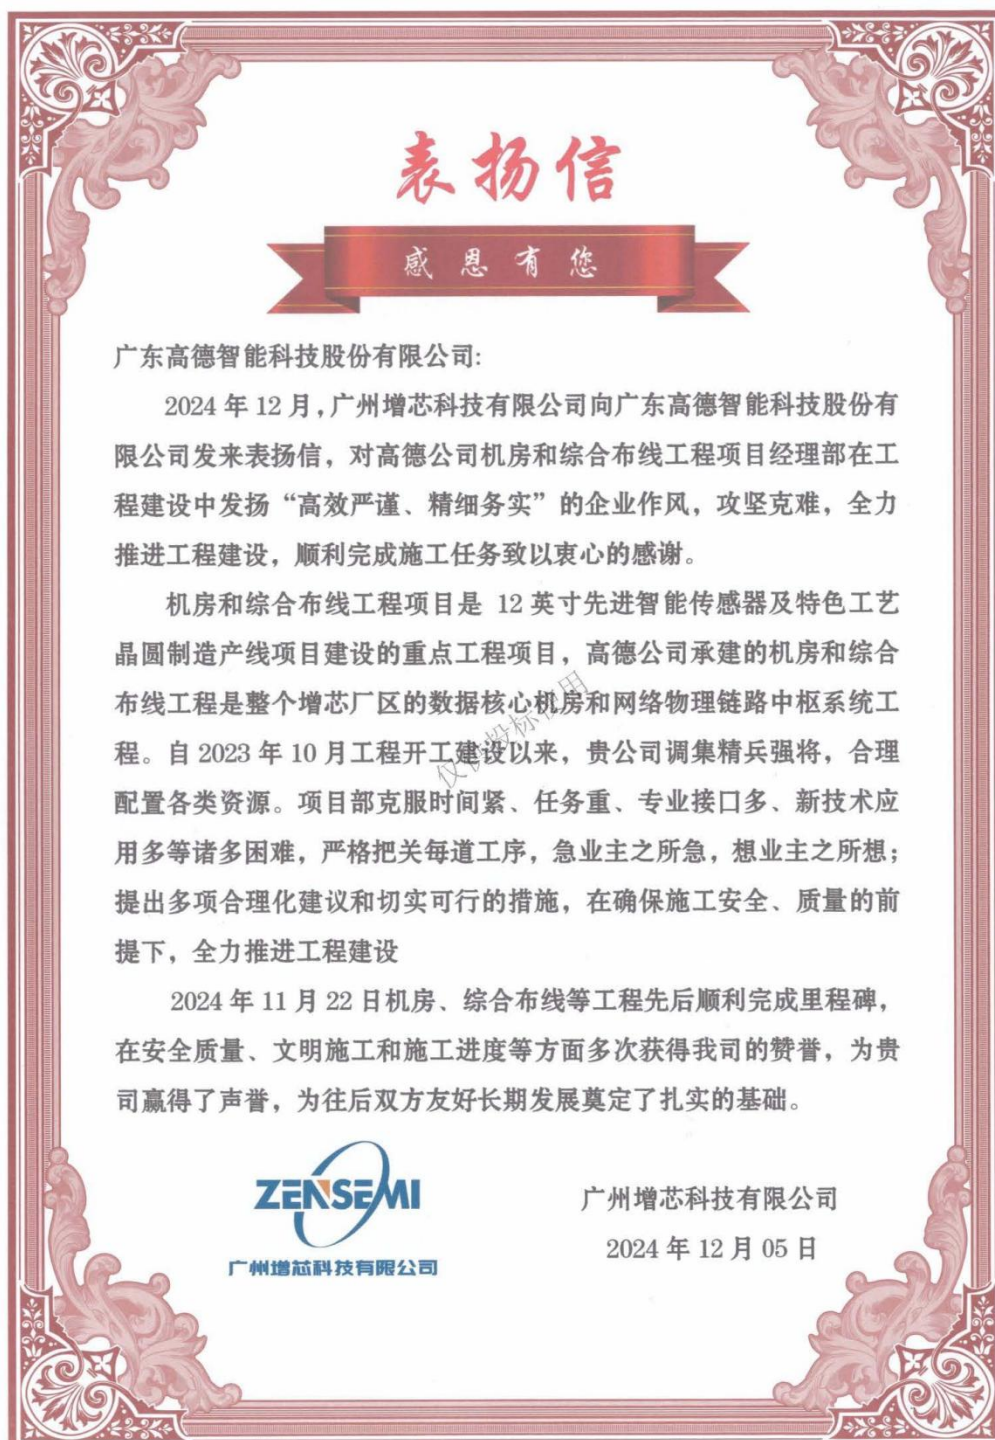 表扬信
感恩有您
广东高德智能科技股份有限公司:
2024 年 12 月，广州增芯科技有限公司向广东高德智能科技股份有
限公司发来表扬信，对高德公司机房和综合布线工程项目经理部在工
程建设中发扬“高效严谨、精细务实”的企业作风，攻坚克难，全力
推进工程建设，顺利完成施工任务致以衷心的感谢。
机房和综合布线工程项目是 12 英寸先进智能传感器及特色工艺
晶圆制造产线项目建设的重点工程项目，高德公司承建的机房和综合
布线工程是整个增芯厂区的数据核心机房和网络物理链路中枢系统工
程。自 2023 年 10 月工程开工建设以来，贵公司调集精兵强将，合理
配置各类资源。项目部克服时间紧、任务重、专业接口多、新技术应
用多等诸多困难，严格把关每道工序，急业主之所急，想业主之所想；
提出多项合理化建议和切实可行的措施，在确保施工安全、质量的前
提下，全力推进工程建设
2024 年 11 月 22 日机房、综合布线等工程先后顺利完成里程碑，
在安全质量、文明施工和施工进度等方面多次获得我司的赞誉，为贵
司赢得了声誉，为往后双方友好长期发展奠定了扎实的基础。
仅供投标使用
ZENSEMI
广州增芯科技有限公司
广州增芯科技有限公司
2024 年 12 月 05 日